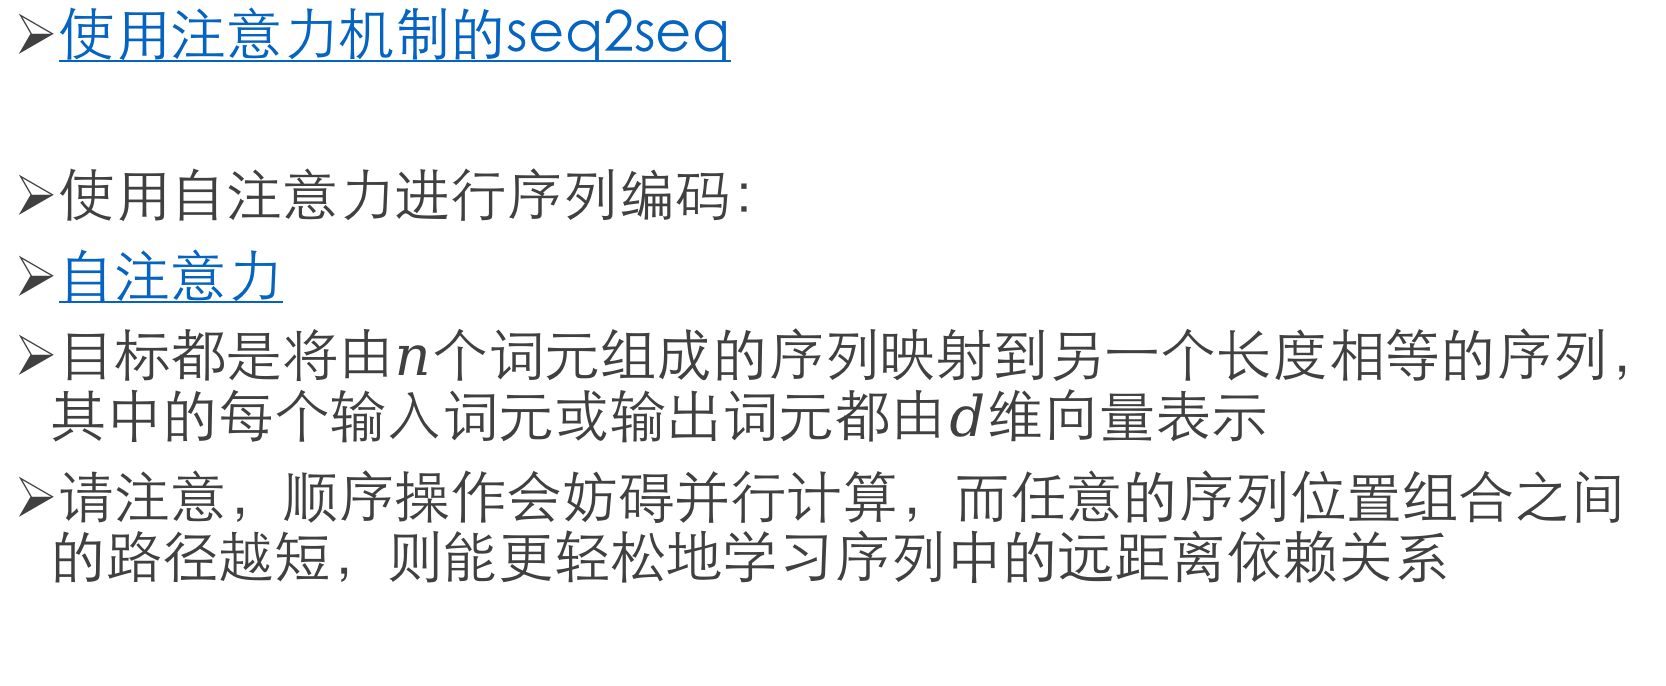 ➢使用注意力机制的seq2seq
➢使用自注意力进行序列编码：
➢自注意力
➢目标都是将由n个词元组成的序列映射到另一个长度相等的序列，
其中的每个输入词元或输出词元都由d维向量表示
➢请注意，顺序操作会妨碍并行计算，而任意的序列位置组合之间
的路径越短，则能更轻松地学习序列中的远距离依赖关系